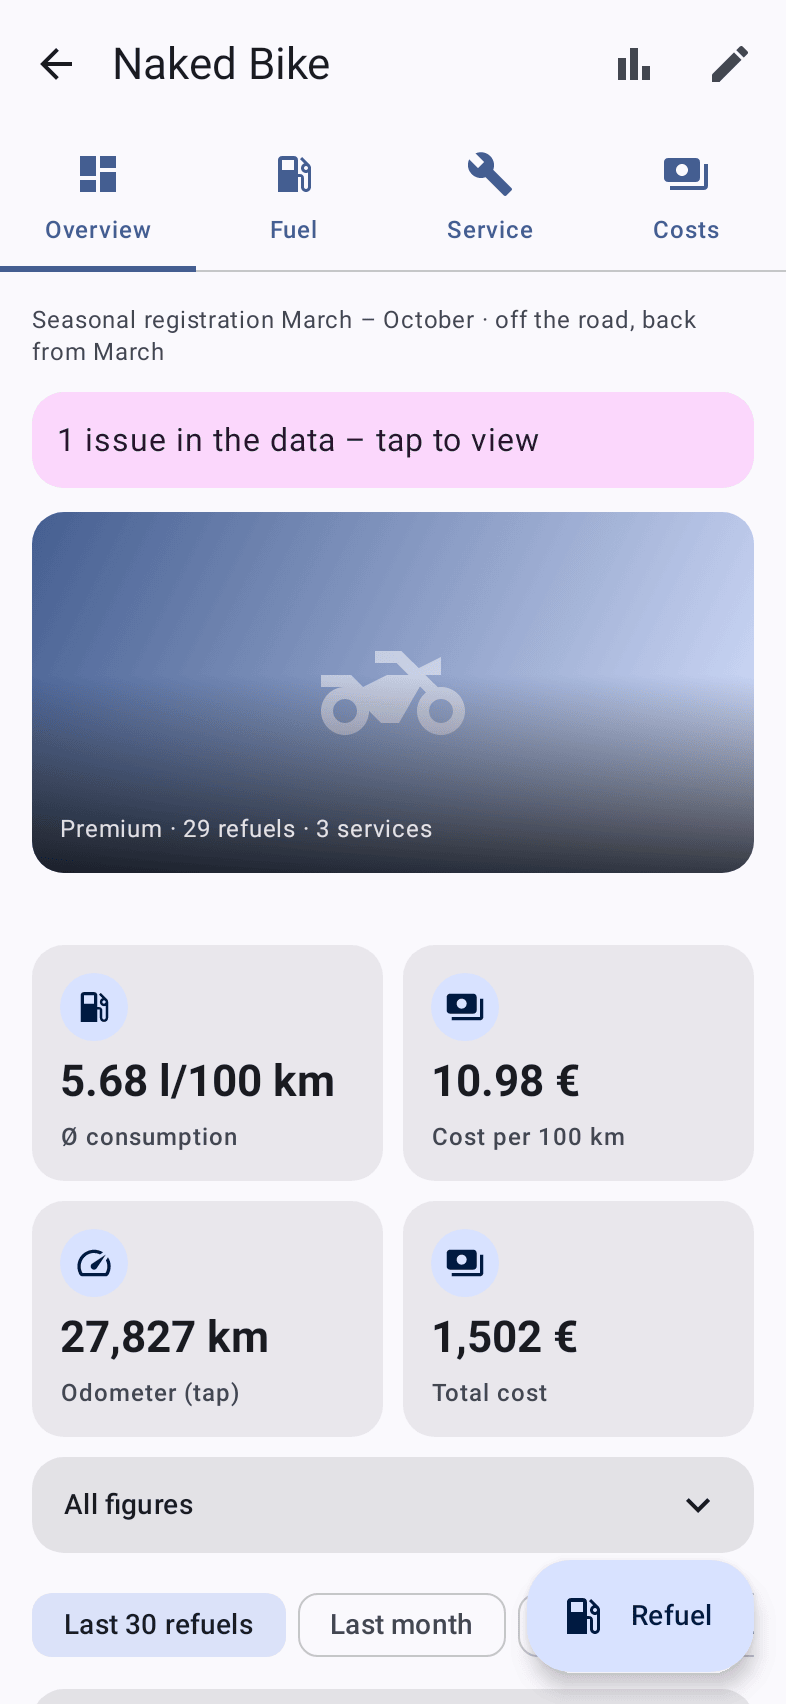 Naked Bike
Overview
Fuel
Service
Costs
Seasonal registration March – October · off the road, back
from March
1 issue in the data – tap to view
Premium · 29 refuels · 3 services
5.68 l/100 km
Ø consumption
10.98 €
Cost per 100 km
27,827 km
Odometer (tap)
1,502 €
Total cost
All figures
Last 30 refuels
Last month
Refuel